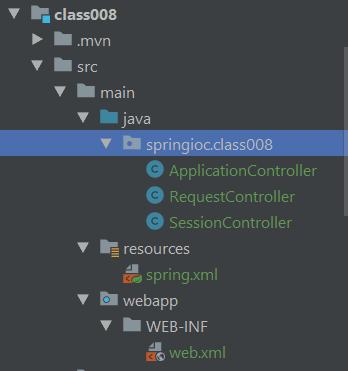 class008
.mvn
src
main
java
springioc.class008
ApplicationController
RequestController
SessionController
resources
spring.xml
webapp
WEB-INF
web.xml